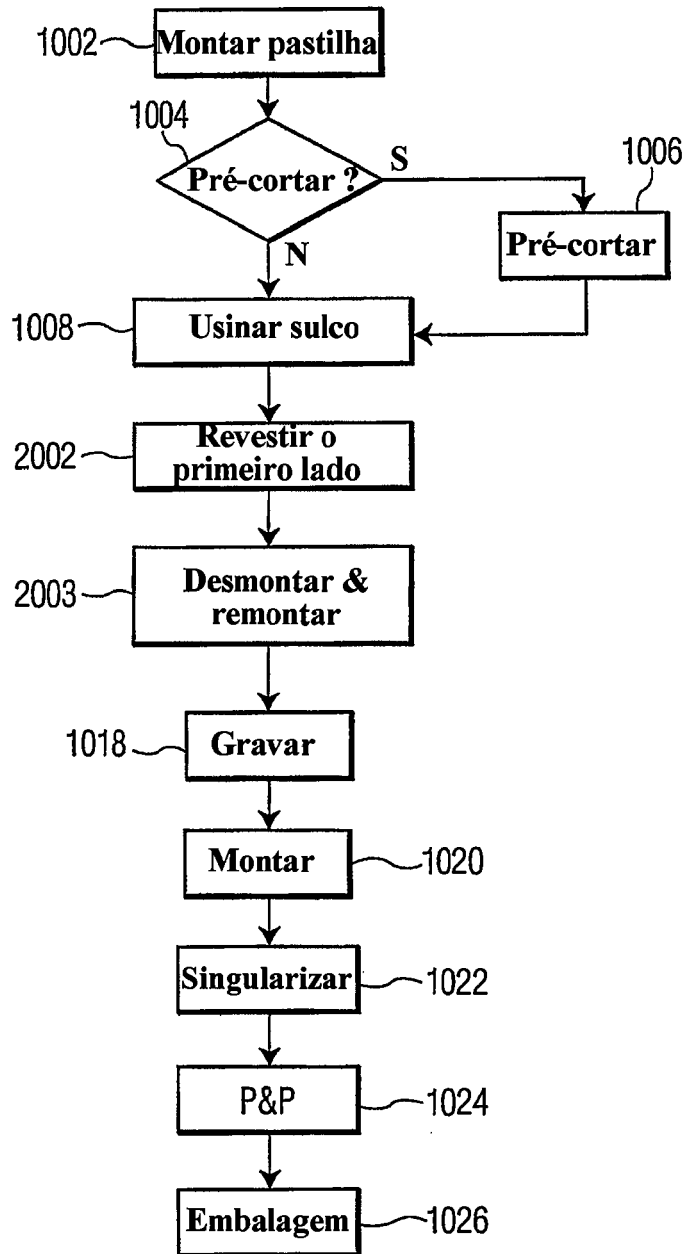 1002
Montar pastilha
1004
Pré-cortar ?
S
1006
Pré-cortar
N
1008
Usinar sulco
2002
Revestir o
primeiro lado
2003
Desmontar &
remontar
1018
Gravar
Montar
1020
Singularizar
1022
P&P
1024
Embalagem
1026